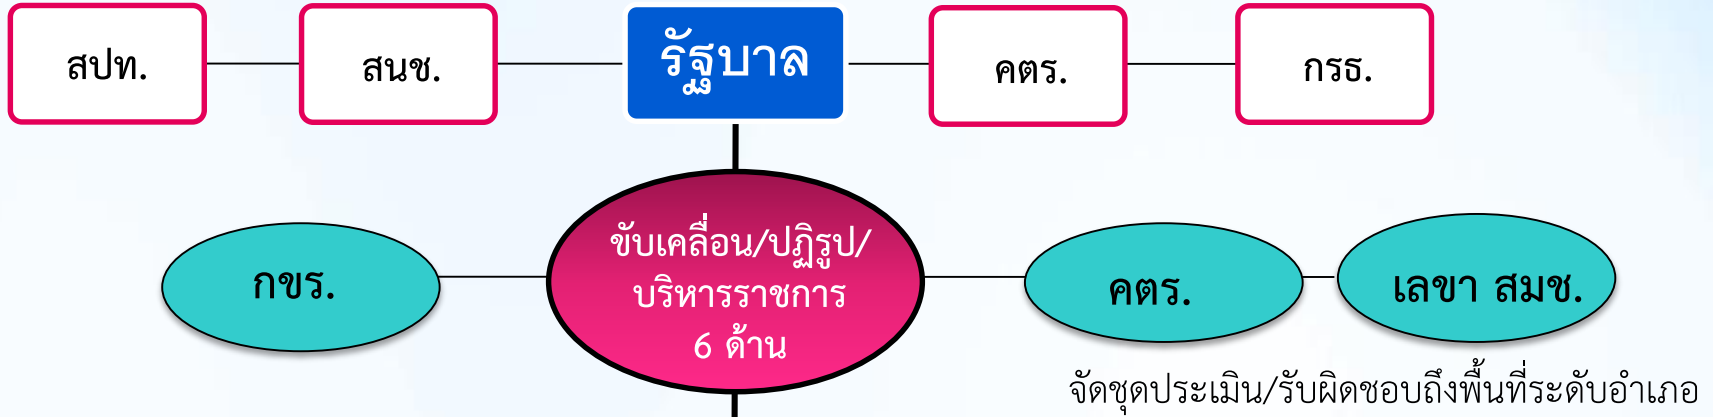 สปท.
สนช.
รัฐบาล
คตร.
กรธ.
กขร.
ขับเคลื่อน/ปฏิรูป/
บริหารราชการ
6 ด้าน
คตร.
เลขา สมช.
จัดชุดประเมิน/รับผิดชอบถึงพื้นที่ระดับอำเภอ